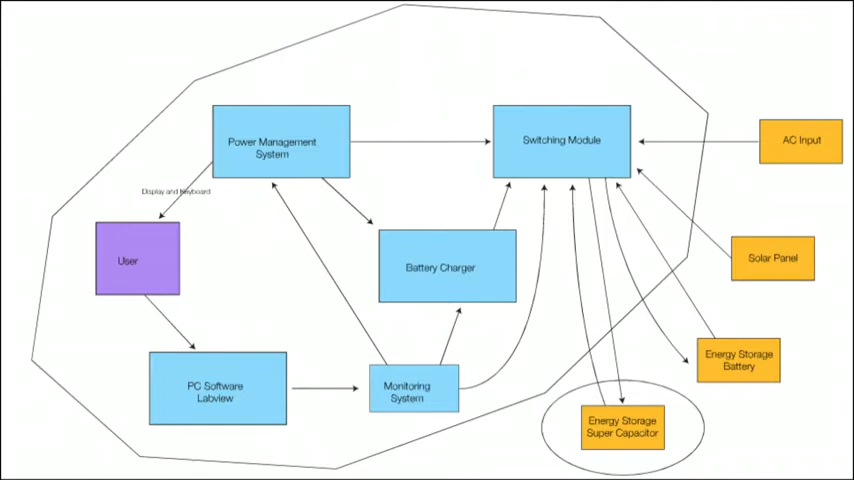 Power Management
System
Switching Module
AC Input
Display and Keyboard
User
Battery Charger
Solar Panel
PC Software
Labview
Monitoring
System
Energy Storage
Battery
Energy Storage
Super Capacitor